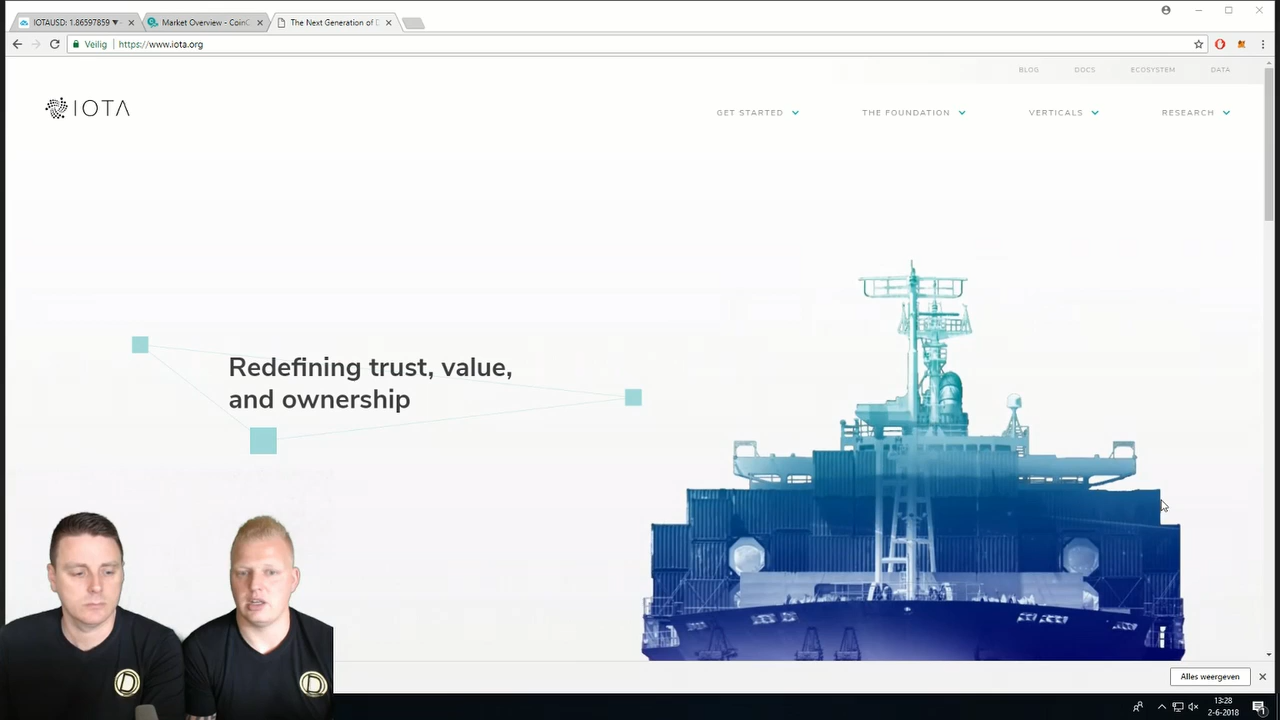 IOTAUSD: 1.86597859 ▼
Market Overview - CoinC
The Next Generation of D
Veilig
https://www.iota.org
BLOG
DOCS
ECOSYSTEM
DATA
IOTA
GET STARTED
THE FOUNDATION
VERTICALS
RESEARCH
Redefining trust, value,
and ownership
Alles weergeven
13:28
2-6-2018